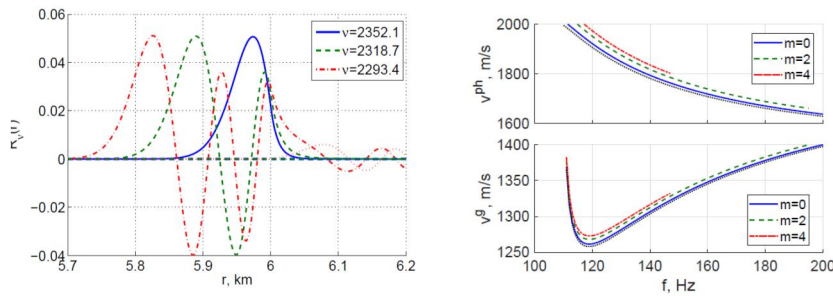 0.06
0.04
0.02
0
−0.02
−0.04
5.7 5.8 5.9 6 6.1 6.2
r, km
ν=2352.1
ν=2318.7
ν=2293.4
2000
1800
1600
v^ph, m/s
m=0
m=2
m=4
1400
1350
1300
1250
v^g, m/s
m=0
m=2
m=4
100 120 140 160 180 200
f, Hz